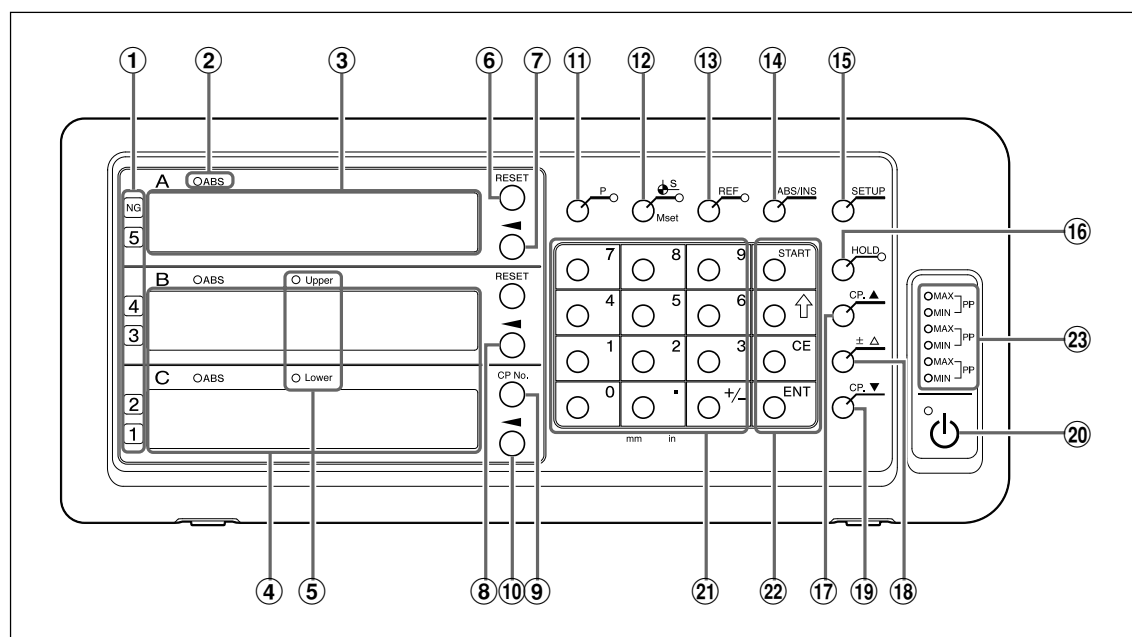 ① ② ③ ⑥ ⑦ ⑪ ⑫ ⑬ ⑭ ⑮
A ABS RESET
NG
5
P
S
Mset
REF
ABS/INS
SETUP
⑯
HOLD
B ABS Upper RESET
4
3
7 8 9 START
4 5 6
1 2 3 CE
0 . +/- ENT
mm in
CP. ▲
± △
CP. ▼
MAX
MIN PP
MAX
MIN PP
MAX
MIN PP
㉓
⑳
C ABS Lower CP No.
2
1
④ ⑤ ⑧ ⑩ ⑨ ㉑ ㉒ ⑰ ⑲ ⑱